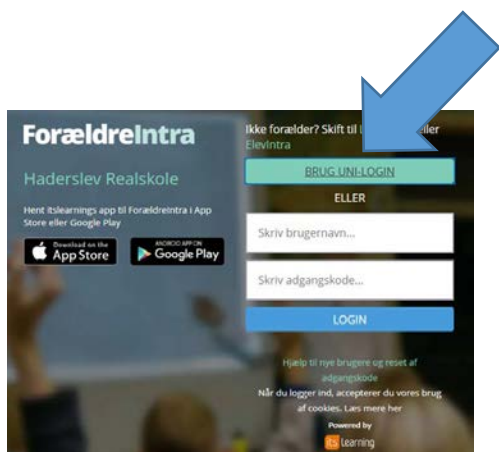 ForældreIntra
Haderslev Realskole
Hent itslearnings app til ForældreIntra i App
Store eller Google Play
Download on the
App Store
ANDROID APP ON
Google Play
Ikke forælder? Skift til eller
ElevIntra
BRUG UNI-LOGIN
ELLER
Skriv brugernavn...
Skriv adgangskode...
LOGIN
Hjælp til nye brugere og reset af
adgangskode
Når du logger ind, accepterer du vores brug
af cookies. Læs mere her
Powered by
its learning